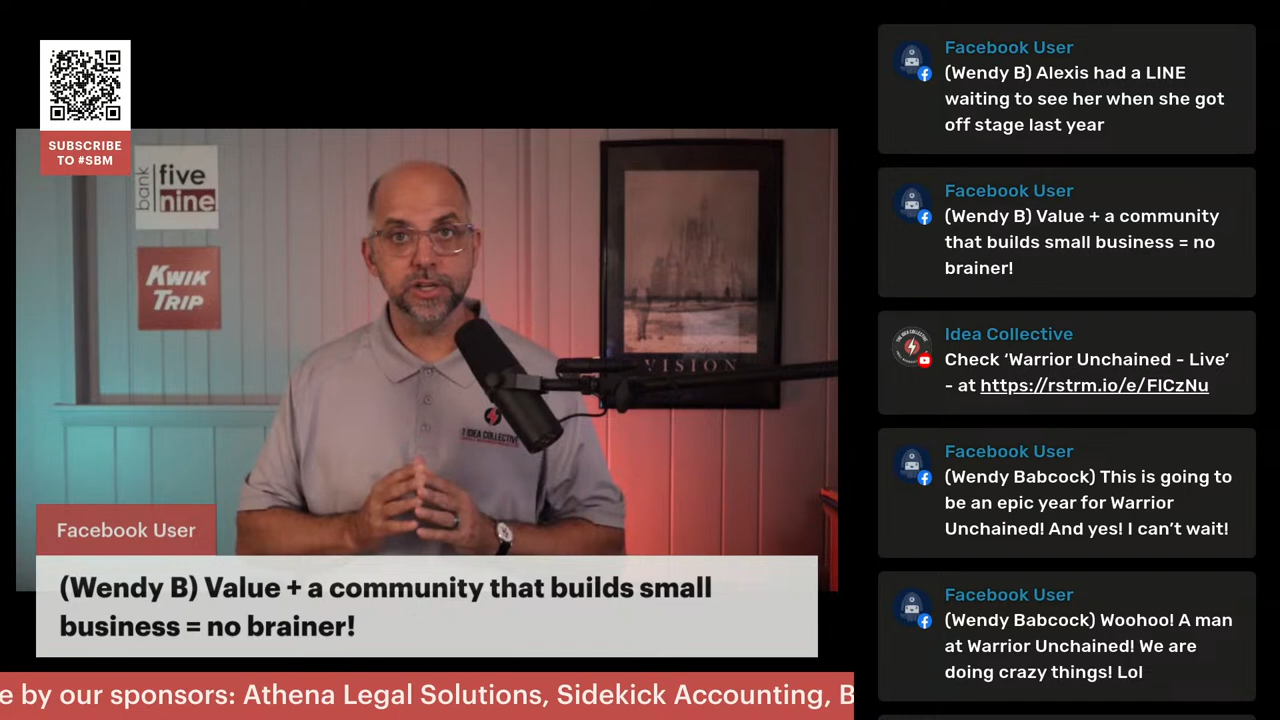 SUBSCRIBE
TO #SBM
bank
five
nine
KWIK
TRIP
VISION
IDEA COLLECTIVE
Facebook User
(Wendy B) Value + a community that builds small
business = no brainer!
e by our sponsors: Athena Legal Solutions, Sidekick Accounting, B
Facebook User
(Wendy B) Alexis had a LINE
waiting to see her when she got
off stage last year
Facebook User
(Wendy B) Value + a community
that builds small business = no
brainer!
Idea Collective
Check ‘Warrior Unchained - Live’
- at https://rstrm.io/e/FICzNu
Facebook User
(Wendy Babcock) This is going to
be an epic year for Warrior
Unchained! And yes! I can’t wait!
Facebook User
(Wendy Babcock) Woohoo! A man
at Warrior Unchained! We are
doing crazy things! Lol